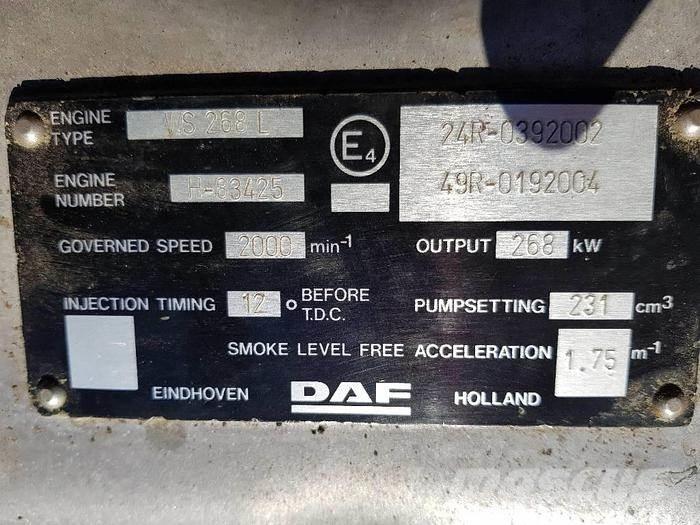 ENGINE TYPE WS 268 L
E4
24R-0392002
49R-0192004
ENGINE NUMBER H-83425
GOVERNED SPEED 2000 min-1 OUTPUT 268 kW
INJECTION TIMING 12 o BEFORE T.D.C. PUMPSETTING 231 cm3
SMOKE LEVEL FREE ACCELERATION 1.75 m-1
EINDHOVEN DAF HOLLAND
Mascus